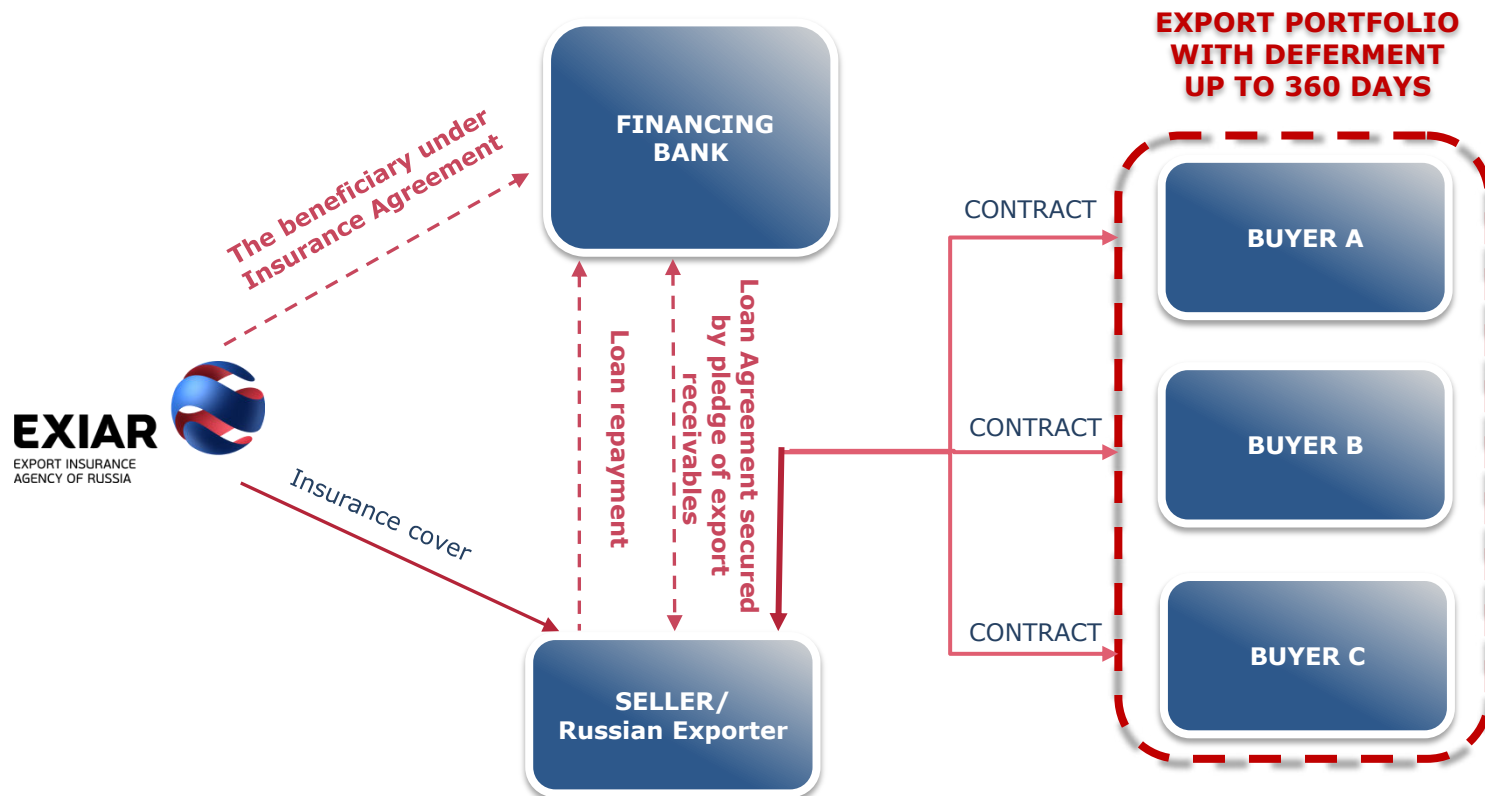 EXPORT PORTFOLIO
WITH DEFERMENT
UP TO 360 DAYS
FINANCING
BANK
The beneficiary under
Insurance Agreement
CONTRACT
BUYER A
Loan repayment
Loan Agreement secured
by pledge of export
receivables
EXIAR
EXPORT INSURANCE
AGENCY OF RUSSIA
CONTRACT
BUYER B
Insurance cover
CONTRACT
BUYER C
SELLER/
Russian Exporter